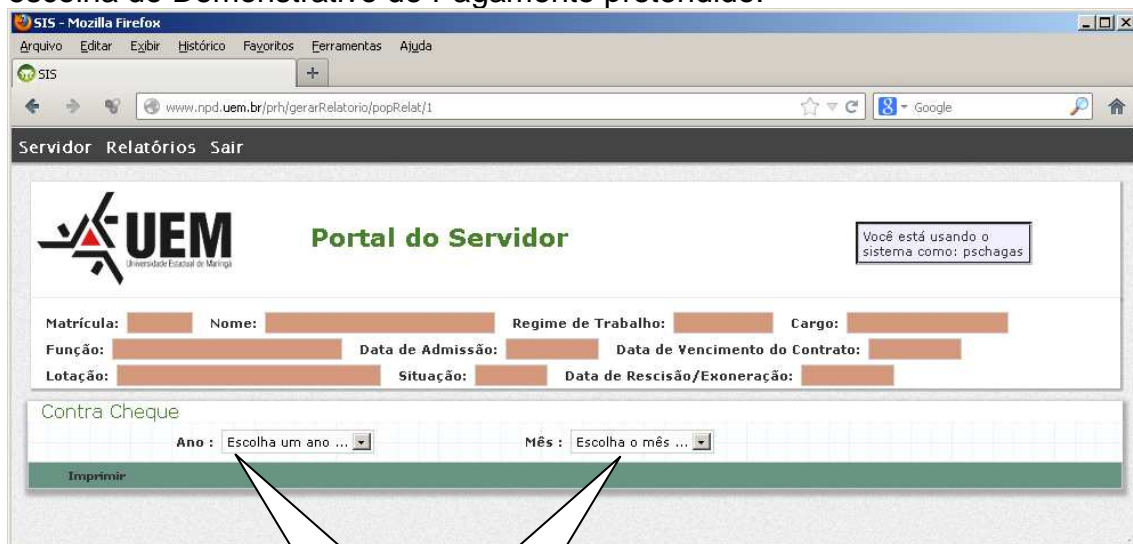 escolha do Demonstrativo de Pagamento pretendido.
SIS - Mozilla Firefox
Arquivo Editar Exibir Histórico Favoritos Ferramentas Ajuda
SIS +
www.npd.uem.br/prh/gerarRelatorio/popRelat/1 Google
Servidor Relatórios Sair
UEM
Universidade Estadual de Maringá
Portal do Servidor
Você está usando o
sistema como: pschagas
Matrícula: Nome: Regime de Trabalho: Cargo:
Função: Data de Admissão: Data de Vencimento do Contrato:
Lotação: Situação: Data de Rescisão/Exoneração:
Contra Cheque
Ano : Escolha um ano ... Mês : Escolha o mês ...
Imprimir